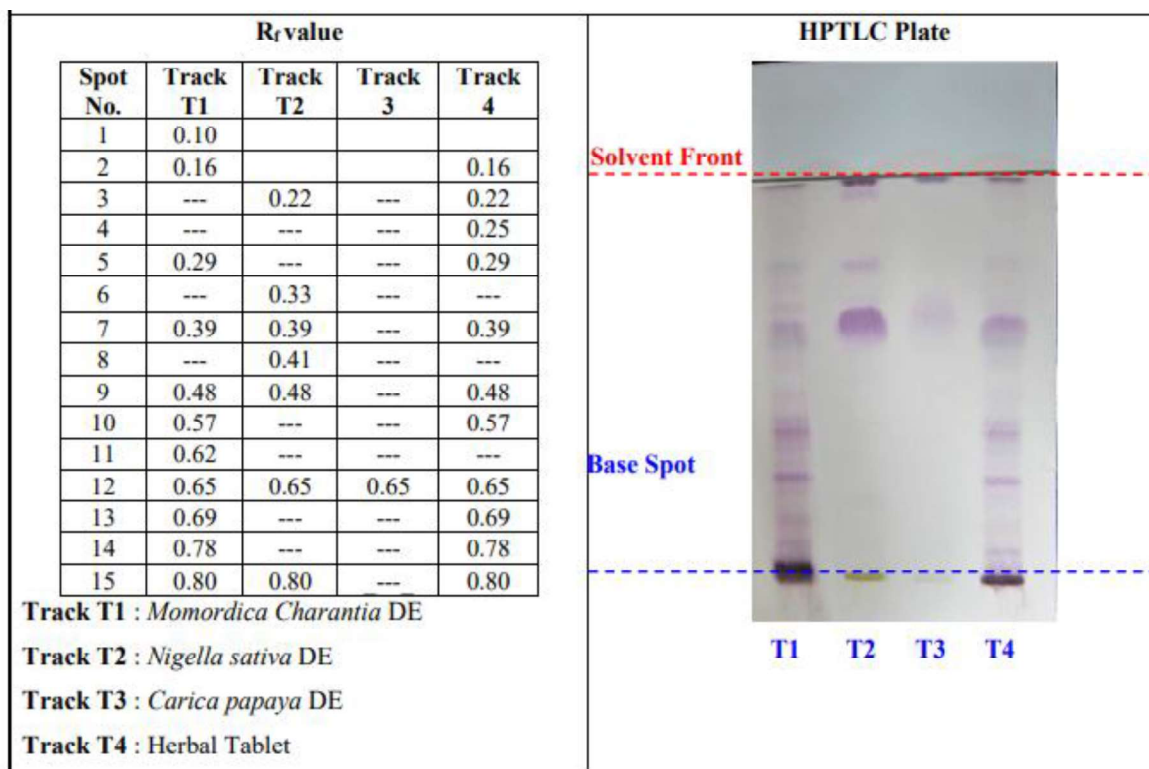 Rf value
Spot No. Track T1 Track T2 Track 3 Track 4
1 0.10
2 0.16 0.16
3 --- 0.22 --- 0.22
4 --- --- --- 0.25
5 0.29 --- --- 0.29
6 --- 0.33 --- ---
7 0.39 0.39 --- 0.39
8 --- 0.41 --- ---
9 0.48 0.48 --- 0.48
10 0.57 --- --- 0.57
11 0.62 --- --- ---
12 0.65 0.65 0.65 0.65
13 0.69 --- --- 0.69
14 0.78 --- --- 0.78
15 0.80 0.80 --- 0.80
Track T1 : Momordica Charantia DE
Track T2 : Nigella sativa DE
Track T3 : Carica papaya DE
Track T4 : Herbal Tablet
HPTLC Plate
Solvent Front
Base Spot
T1 T2 T3 T4